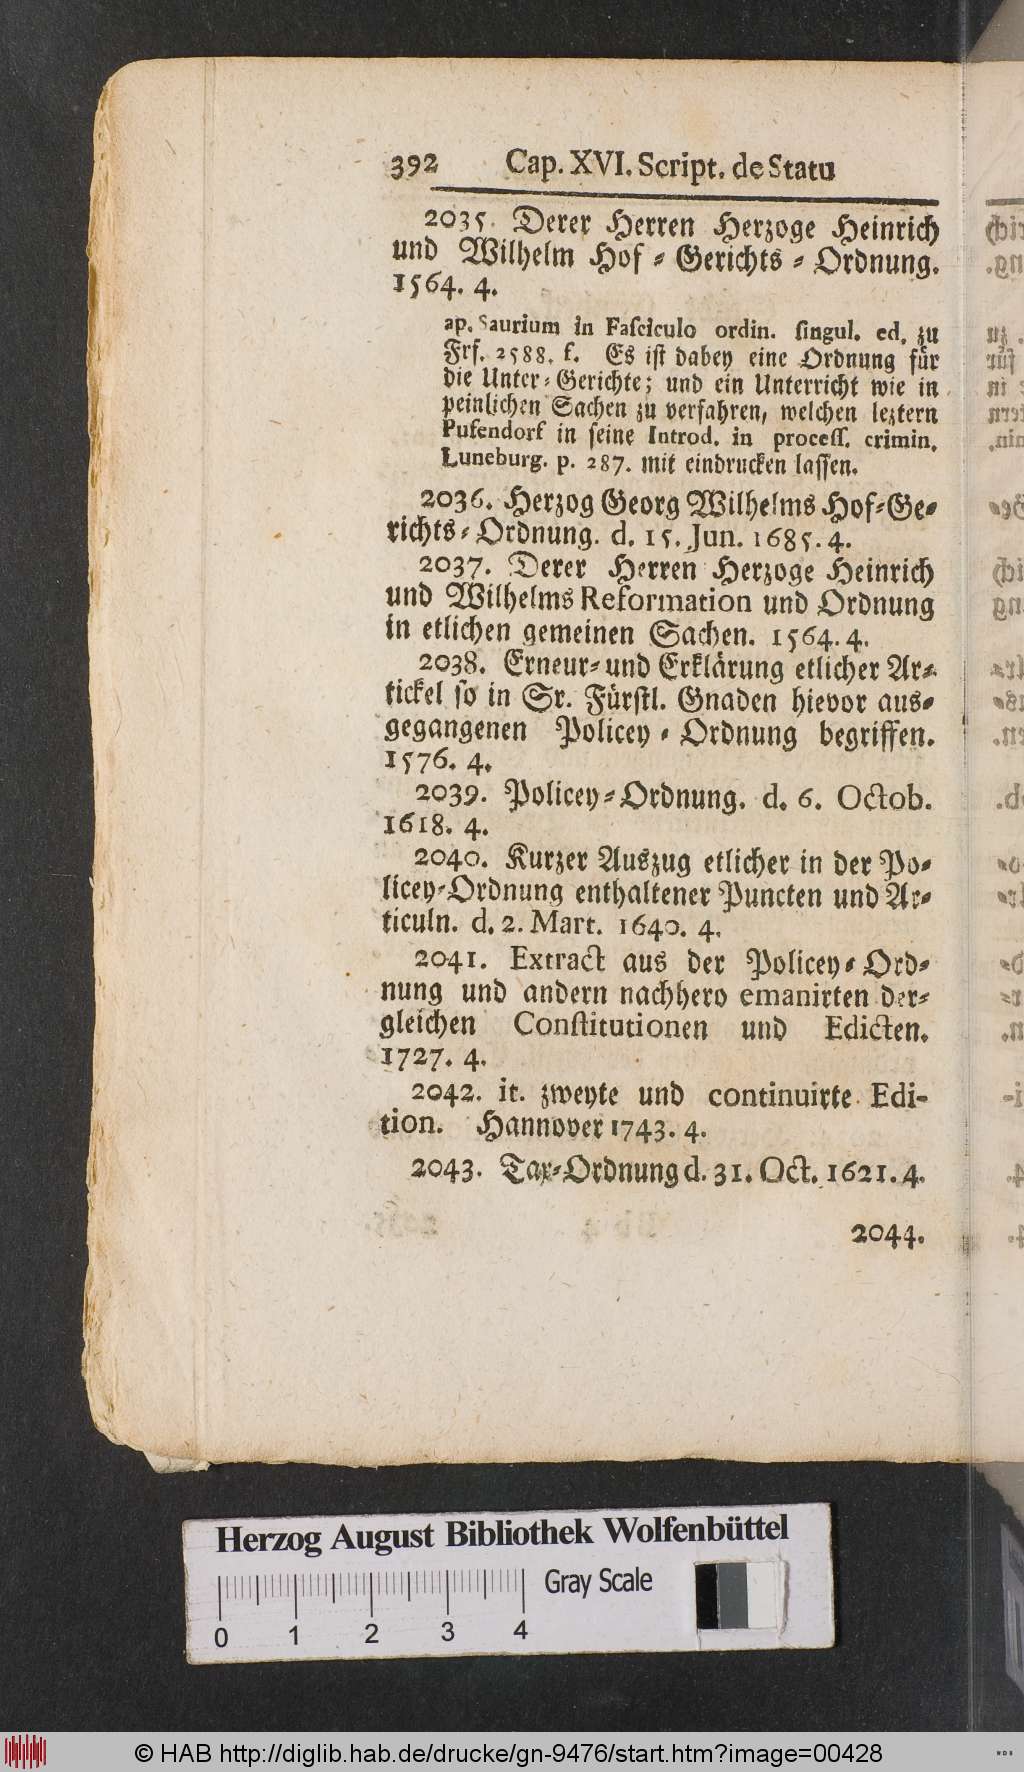 392 Cap. XVI. Script. de Statu
2035. Derer Herren Herzoge Heinrich
und Wilhelm Hof-Gerichts-Ordnung.
1564. 4.
ap. Saurium in Fasciculo ordin. ſingul. ed. zu
Frf. 2588. f. Es ist dabey eine Ordnung für
die Unter-Gerichte; und ein Unterricht wie in
peinlichen Sachen zu verfahren, welchen leztern
Pufendorf in seine Introd. in proceſſ. crimin.
Luneburg. p. 287. mit eindrucken lassen.
2036. Herzog Georg Wilhelms Hof-Ge-
richts-Ordnung. d. 15. Jun. 1685. 4.
2037. Derer Herren Herzoge Heinrich
und Wilhelms Reformation und Ordnung
in etlichen gemeinen Sachen. 1564. 4.
2038. Erneur- und Erklärung etlicher Ar-
tickel so in Sr. Fürstl. Gnaden hievor aus-
gegangenen Policey-Ordnung begriffen.
1576. 4.
2039. Policey-Ordnung. d. 6. Octob.
1618. 4.
2040. Kurzer Auszug etlicher in der Po-
licey-Ordnung enthaltener Puncten und Ar-
ticuln. d. 2. Mart. 1640. 4.
2041. Extract aus der Policey-Ord-
nung und andern nachhero emanirten der-
gleichen Conſtitutionen und Edicten.
1727. 4.
2042. it. zweyte und continuirte Edi-
tion. Hannover 1743. 4.
2043. Tax-Ordnung d. 31. Oct. 1621. 4.
2044.
Herzog August Bibliothek Wolfenbüttel
Gray Scale
0 1 2 3 4
© HAB http://diglib.hab.de/drucke/gn-9476/start.htm?image=00428